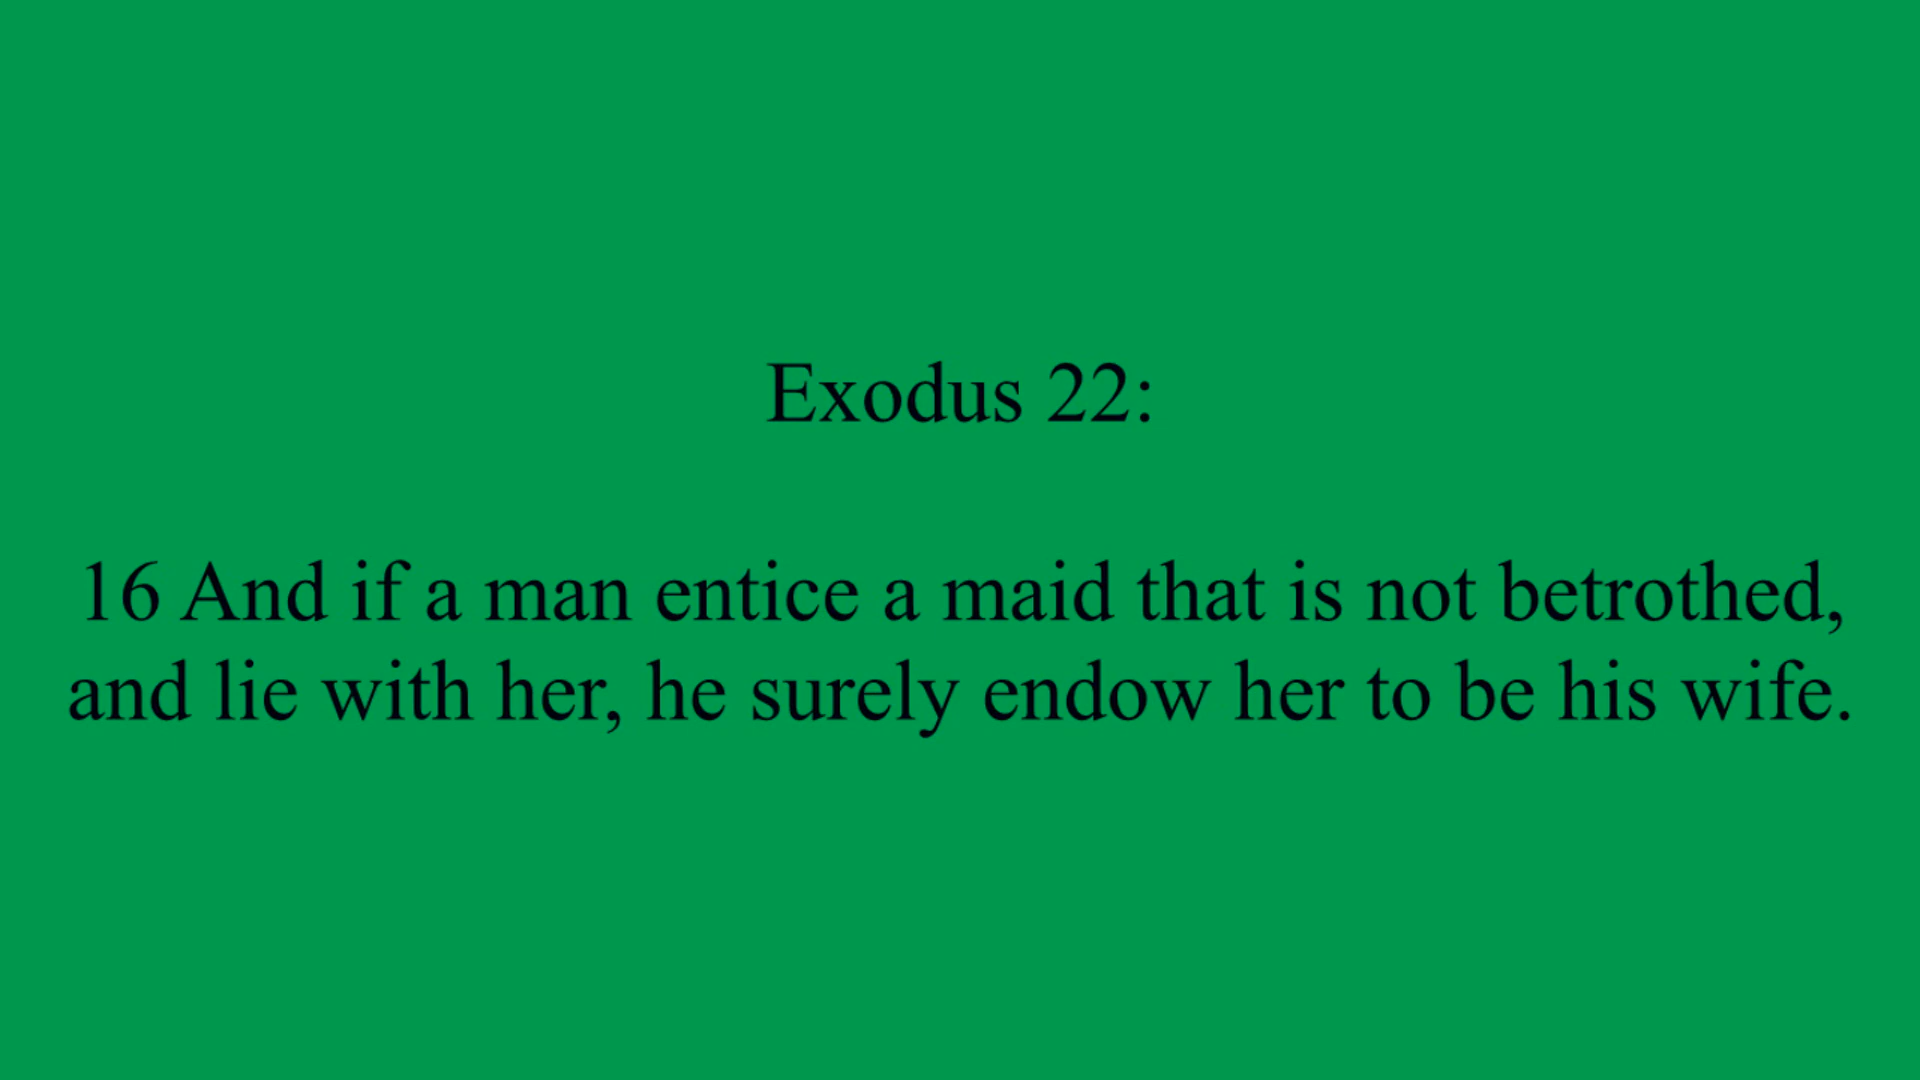 Exodus 22:
16 And if a man entice a maid that is not betrothed,
and lie with her, he surely endow her to be his wife.